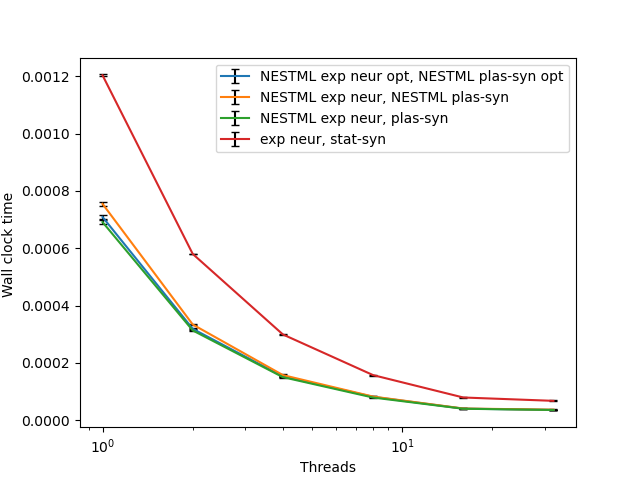 NESTML exp neur opt, NESTML plas-syn opt
NESTML exp neur, NESTML plas-syn
NESTML exp neur, plas-syn
exp neur, stat-syn
Wall clock time
0.0012
0.0010
0.0008
0.0006
0.0004
0.0002
0.0000
10⁰ 10¹
Threads